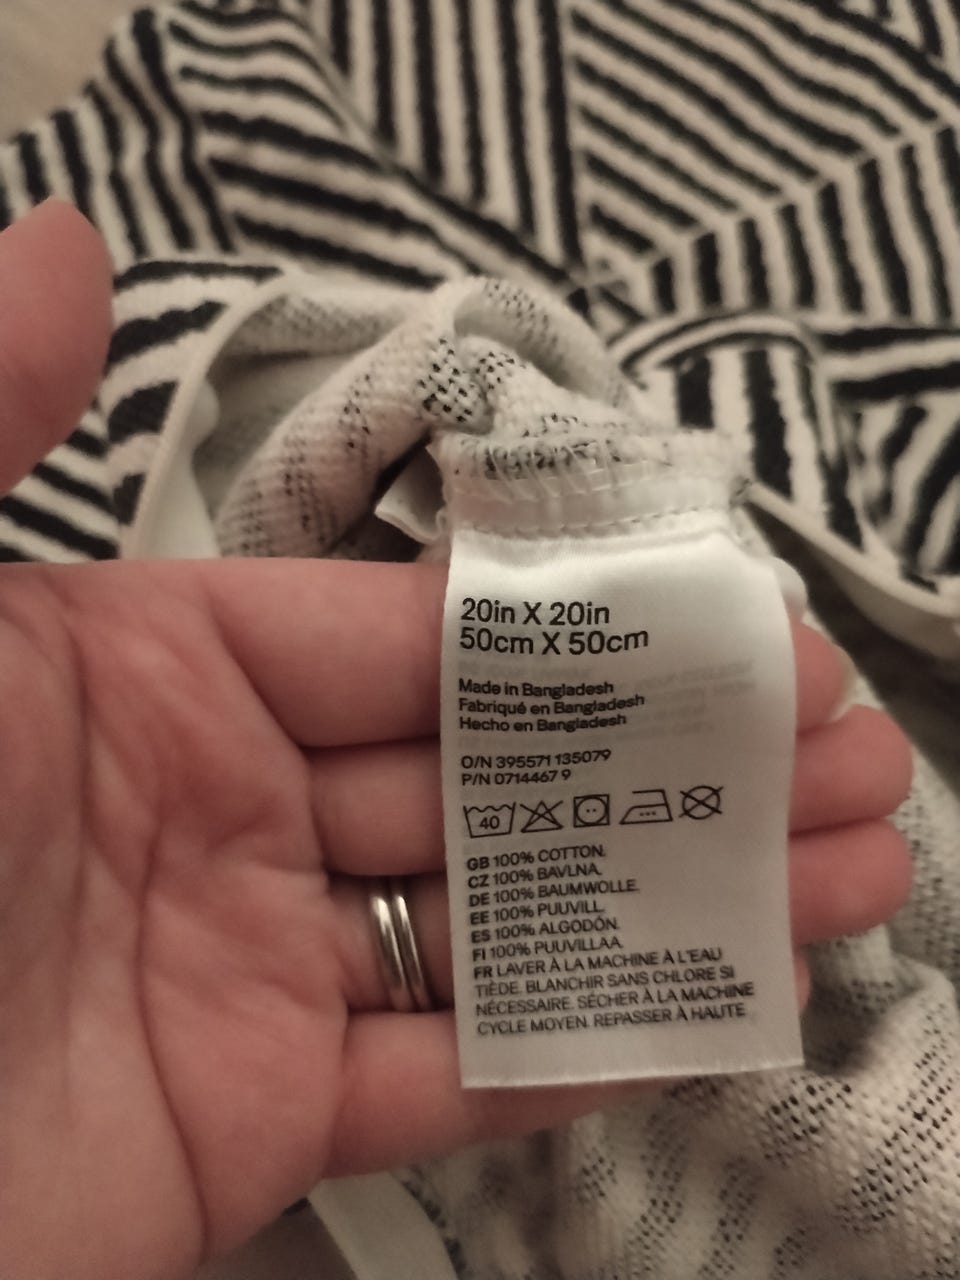 20in X 20in
50cm X 50cm
Made in Bangladesh
Fabriqué en Bangladesh
Hecho en Bangladesh
O/N 395571 135079
P/N 0714467 9
40
GB 100% COTTON.
CZ 100% BAVLNA.
DE 100% BAUMWOLLE.
EE 100% PUUVILL.
ES 100% ALGODÓN.
FI 100% PUUVILLAA.
FR LAVER À LA MACHINE À L'EAU
TIÈDE. BLANCHIR SANS CHLORE SI
NÉCESSAIRE. SÉCHER À LA MACHINE
CYCLE MOYEN. REPASSER À HAUTE